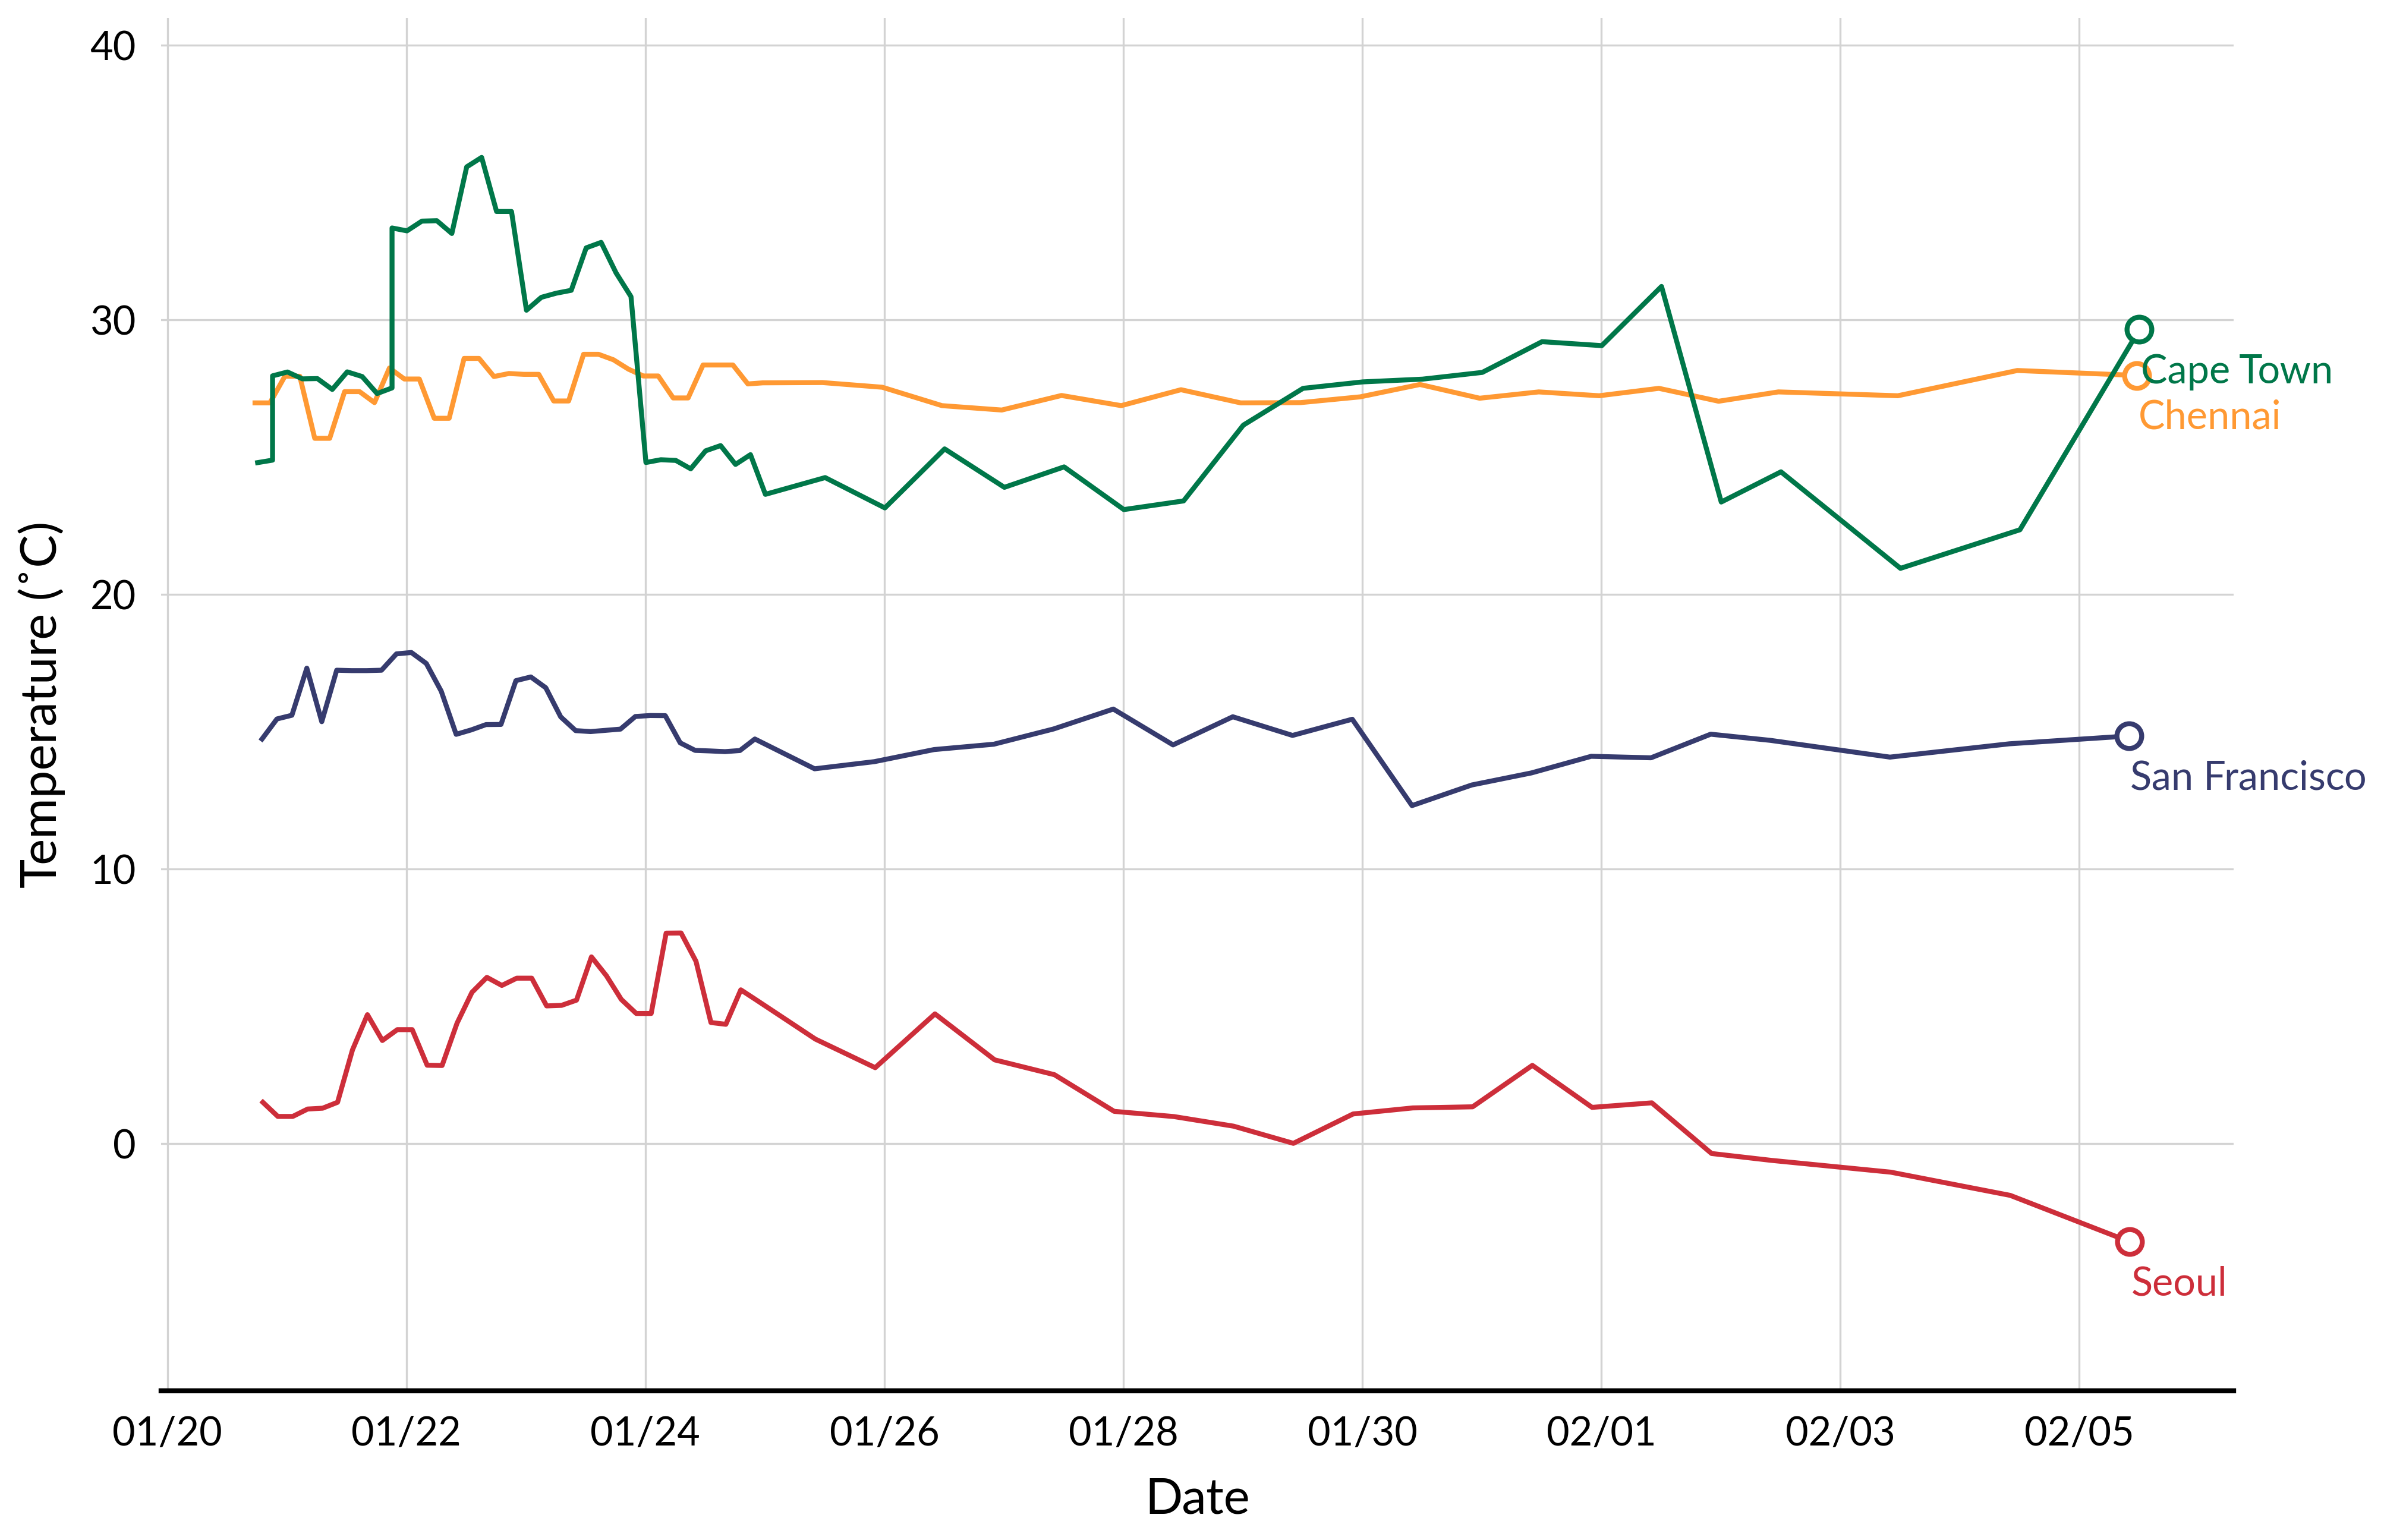 40
30
20
10
0
Temperature (°C)
Cape Town
Chennai
San Francisco
Seoul
01/20 01/22 01/24 01/26 01/28 01/30 02/01 02/03 02/05
Date